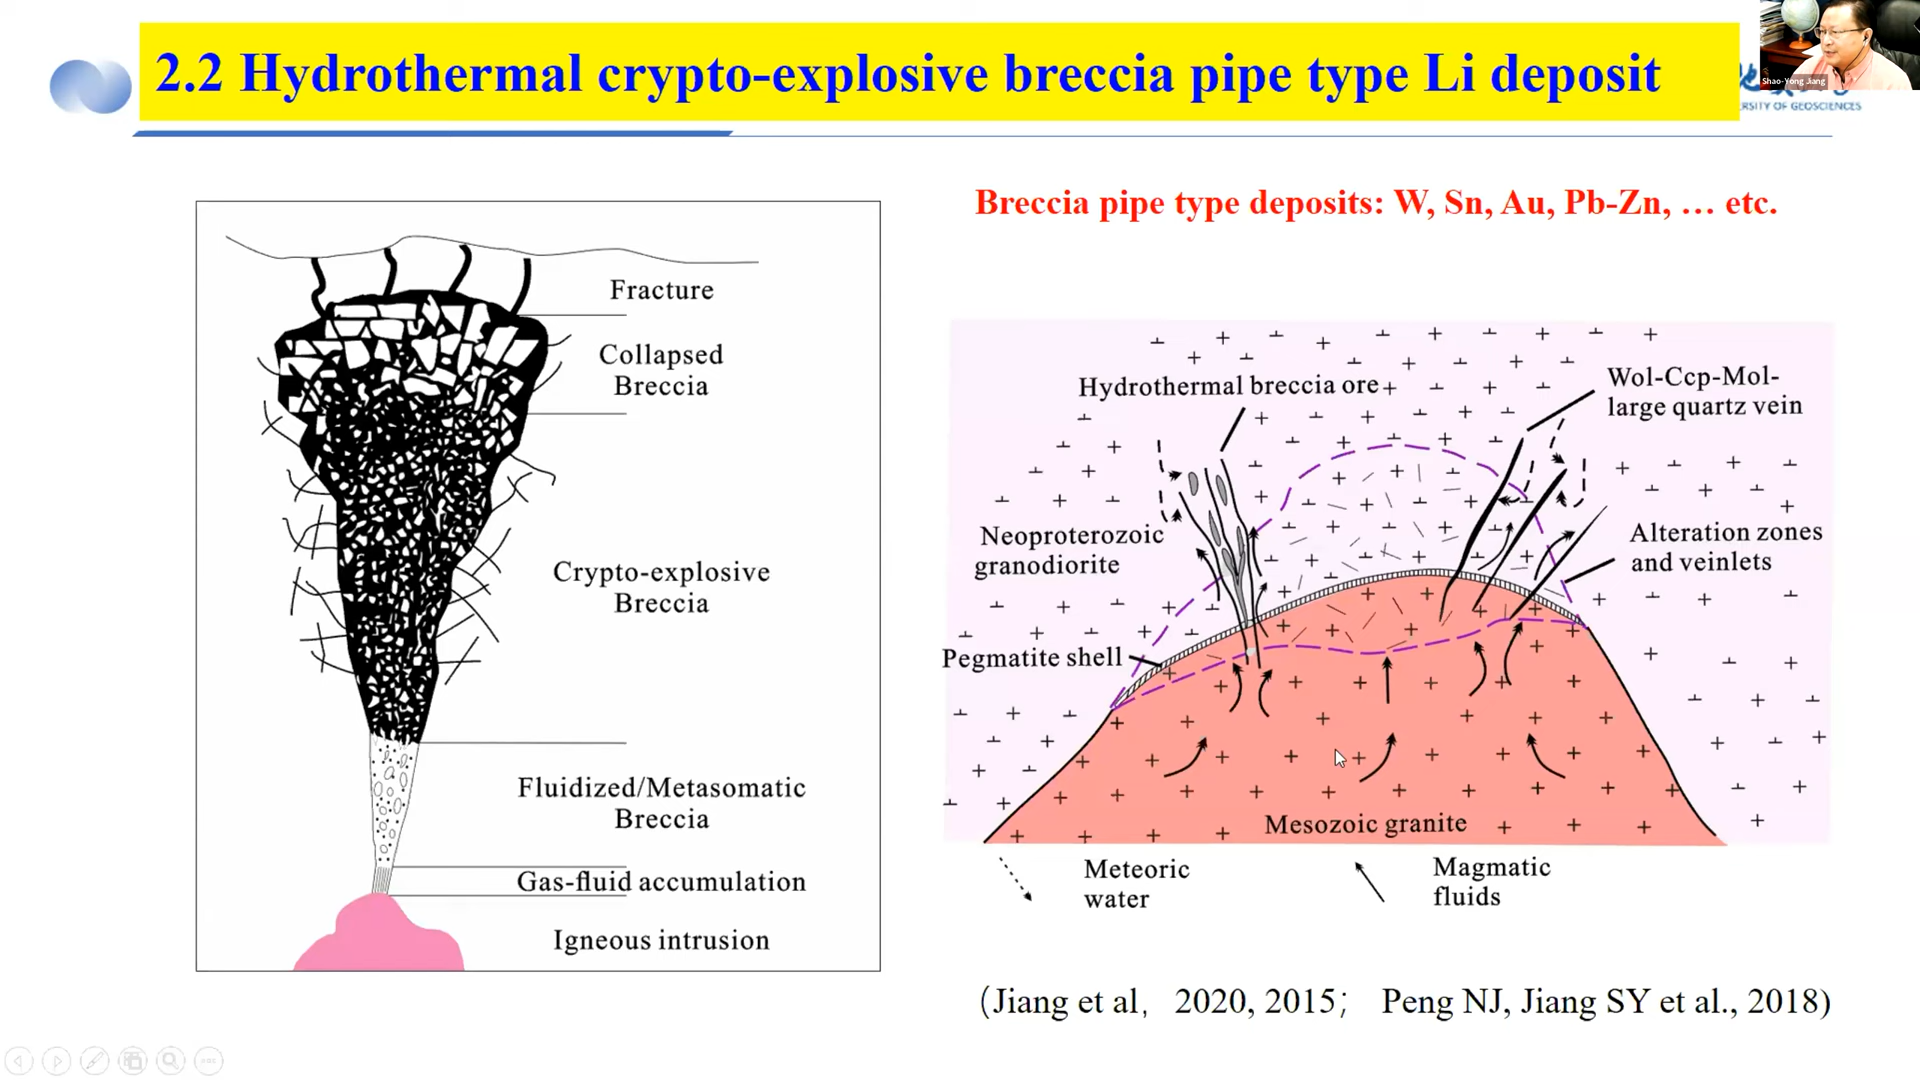 2.2 Hydrothermal crypto-explosive breccia pipe type Li deposit
Shao-Yong Jiang
RSITY OF GEOSCIENCES
Fracture
Collapsed
Breccia
Crypto-explosive
Breccia
Fluidized/Metasomatic
Breccia
Gas-fluid accumulation
Igneous intrusion
Breccia pipe type deposits: W, Sn, Au, Pb-Zn, … etc.
Hydrothermal breccia ore
Wol-Ccp-Mol-
large quartz vein
Neoproterozoic
granodiorite
Alteration zones
and veinlets
Pegmatite shell
Mesozoic granite
Meteoric
water
Magmatic
fluids
(Jiang et al, 2020, 2015; Peng NJ, Jiang SY et al., 2018)